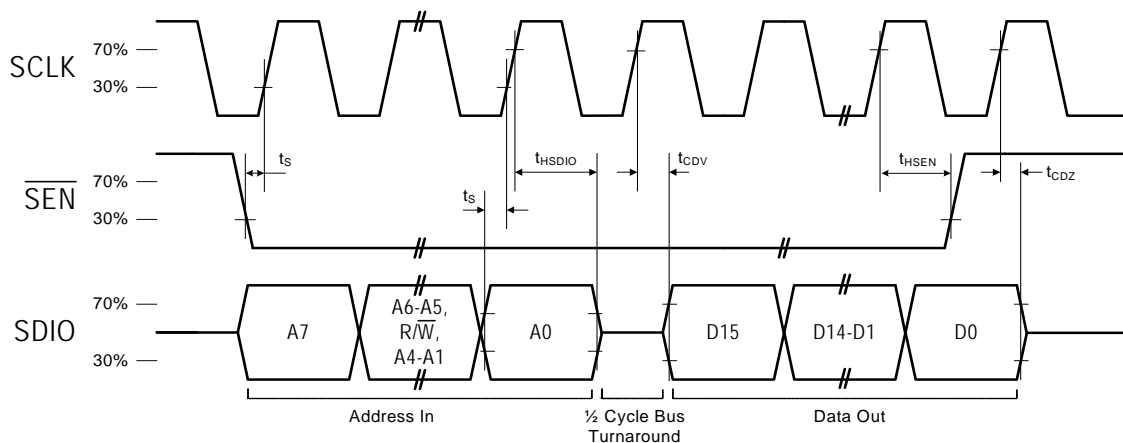 70%
SCLK
30%
tS
tHSDIO
tCDV
tHSEN
tCDZ
70%
SEN
30%
tS
70%
SDIO
30%
A7
A6-A5,
R/W,
A4-A1
A0
D15
D14-D1
D0
Address In
½ Cycle Bus
Turnaround
Data Out